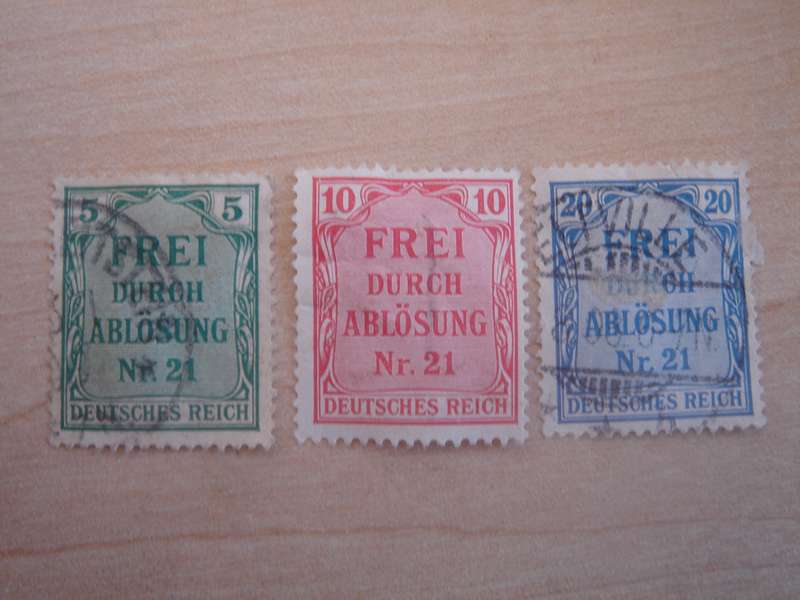 5 5
FREI
DURCH
ABLÖSUNG
Nr. 21
DEUTSCHES REICH
10 10
FREI
DURCH
ABLÖSUNG
Nr. 21
DEUTSCHES REICH
20 20
FREI
DURCH
ABLÖSUNG
Nr. 21
DEUTSCHES REICH